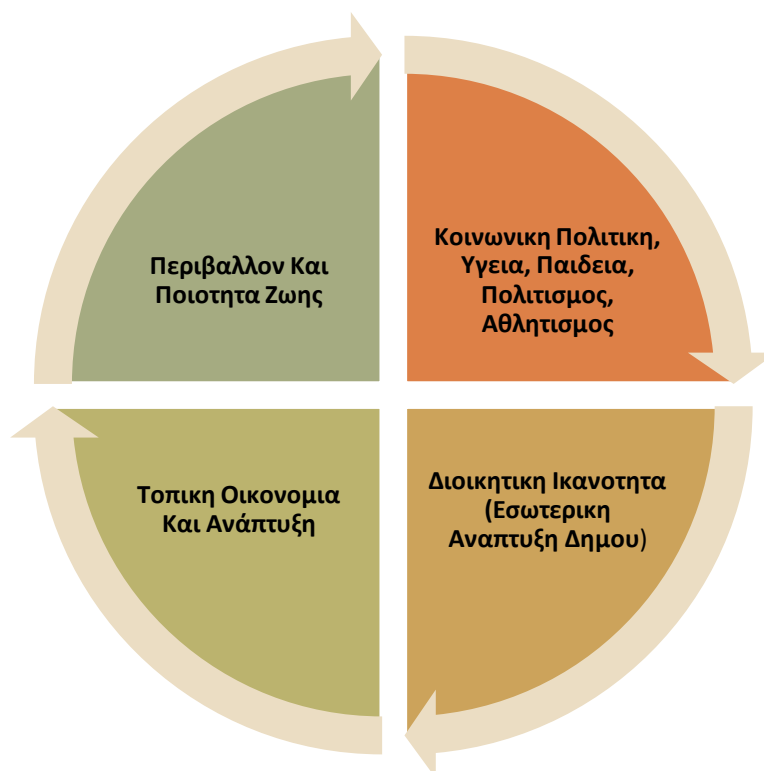 Περιβαλλον Και
Ποιοτητα Ζωης
Κοινωνικη Πολιτικη,
Υγεια, Παιδεια,
Πολιτισμος,
Αθλητισμος
Τοπικη Οικονομια
Και Ανάπτυξη
Διοικητικη Ικανοτητα
(Εσωτερικη
Αναπτυξη Δημου)